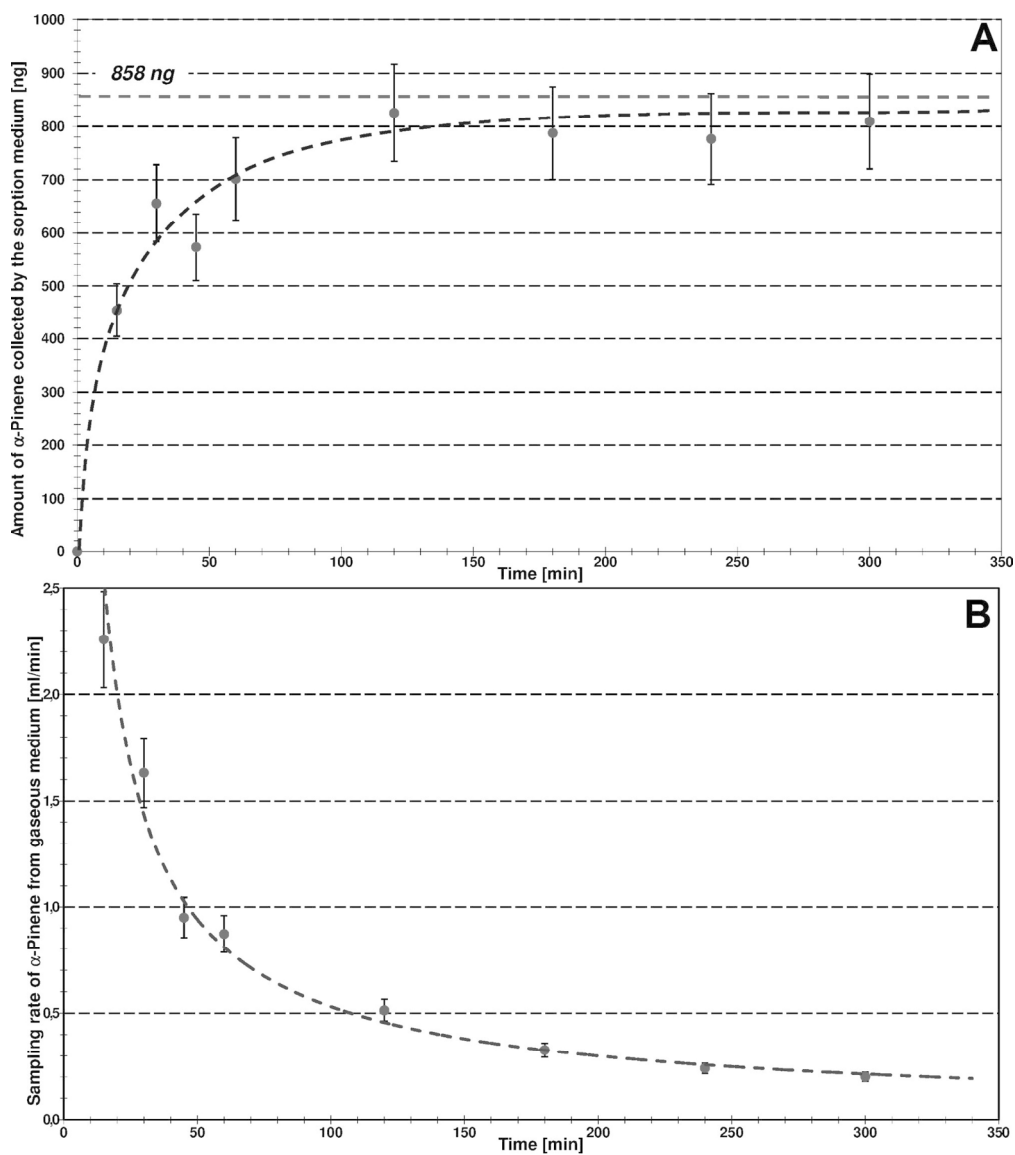 A
858 ng
Amount of α-Pinene collected by the sorption medium [ng]
1000
900
800
700
600
500
400
300
200
100
0
0 50 100 150 200 250 300 350
Time [min]
B
Sampling rate of α-Pinene from gaseous medium [ml/min]
2,5
2,0
1,5
1,0
0,5
0,0
0 50 100 150 200 250 300 350
Time [min]